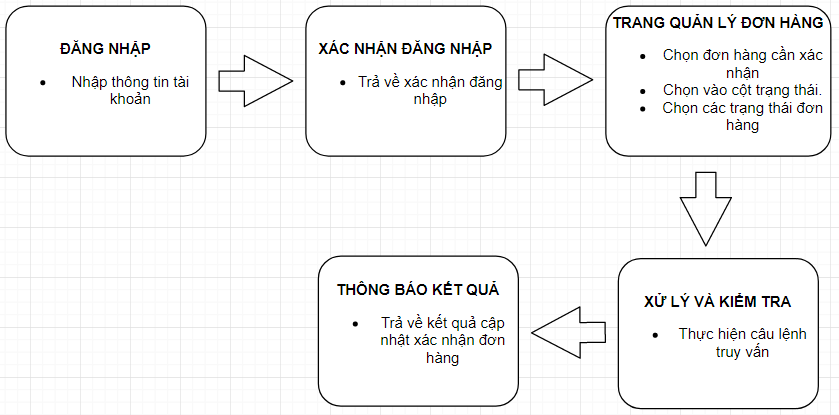 ĐĂNG NHẬP
• Nhập thông tin tài
khoản
XÁC NHẬN ĐĂNG NHẬP
• Trả về xác nhận đăng
nhập
TRANG QUẢN LÝ ĐƠN HÀNG
• Chọn đơn hàng cần xác
nhận
• Chọn vào cột trạng thái.
• Chọn các trạng thái đơn
hàng
XỬ LÝ VÀ KIỂM TRA
• Thực hiện câu lệnh
truy vấn
THÔNG BÁO KẾT QUẢ
• Trả về kết quả cập
nhật xác nhận đơn
hàng